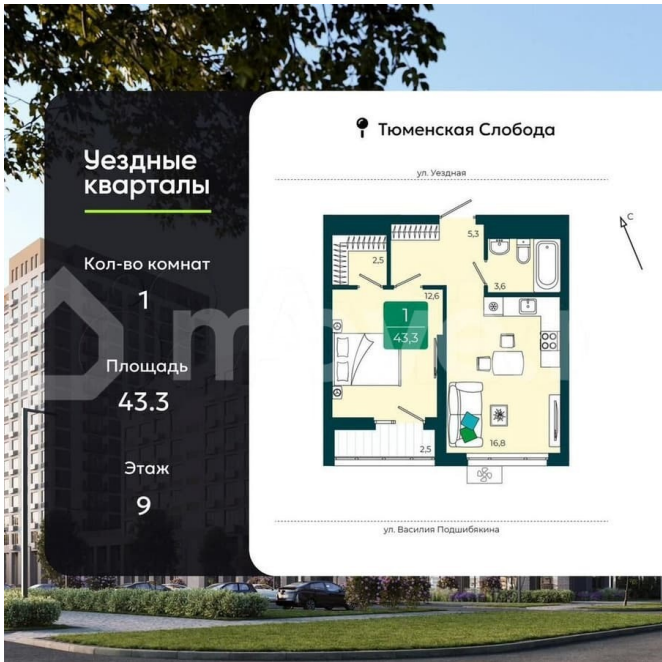 Тюменская Слобода
Уездные
кварталы
Кол-во комнат
1
Площадь
43.3
Этаж
9
ул. Уездная
С
5,3
2,5
3,6
12,6
1
43,3
16,8
2,5
ул. Василия Подшибякина